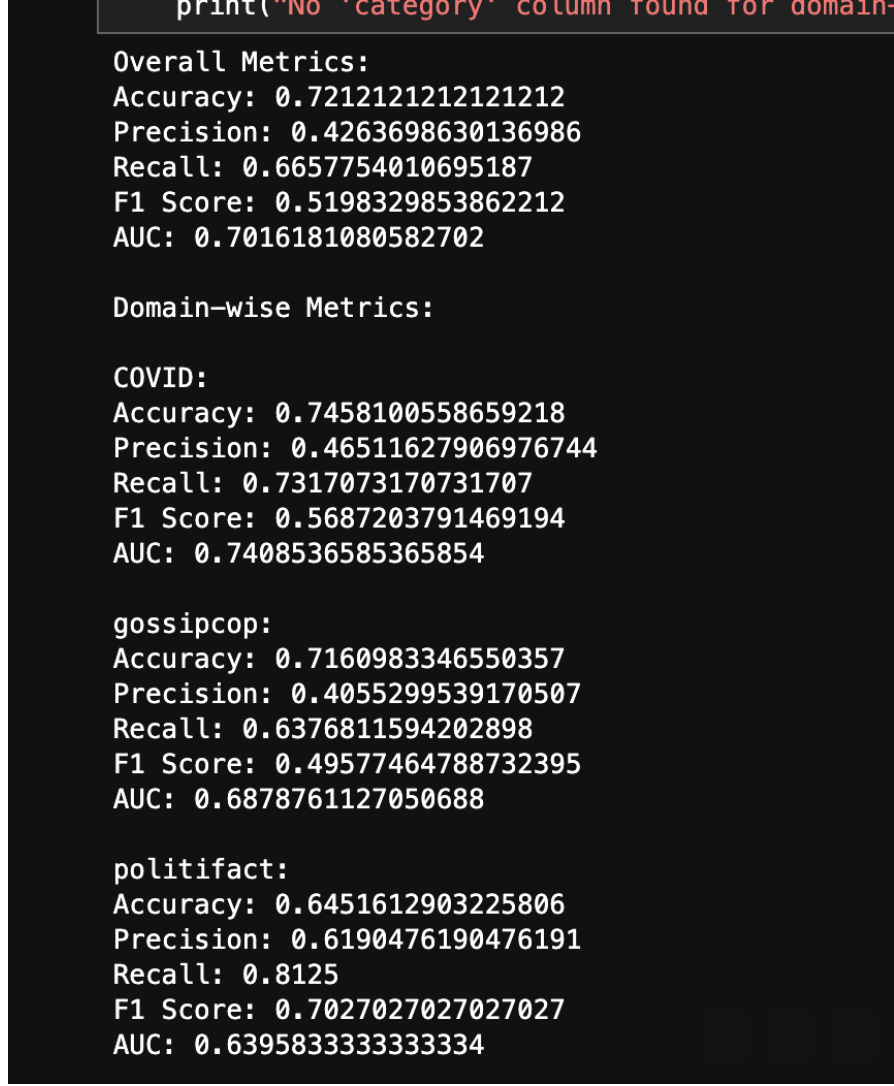 print("No 'category' column found for domain-
Overall Metrics:
Accuracy: 0.7212121212121212
Precision: 0.4263698630136986
Recall: 0.6657754010695187
F1 Score: 0.5198329853862212
AUC: 0.7016181080582702
Domain-wise Metrics:
COVID:
Accuracy: 0.7458100558659218
Precision: 0.46511627906976744
Recall: 0.7317073170731707
F1 Score: 0.5687203791469194
AUC: 0.7408536585365854
gossipcop:
Accuracy: 0.7160983346550357
Precision: 0.4055299539170507
Recall: 0.6376811594202898
F1 Score: 0.49577464788732395
AUC: 0.6878761127050688
politifact:
Accuracy: 0.6451612903225806
Precision: 0.6190476190476191
Recall: 0.8125
F1 Score: 0.7027027027027027
AUC: 0.6395833333333334